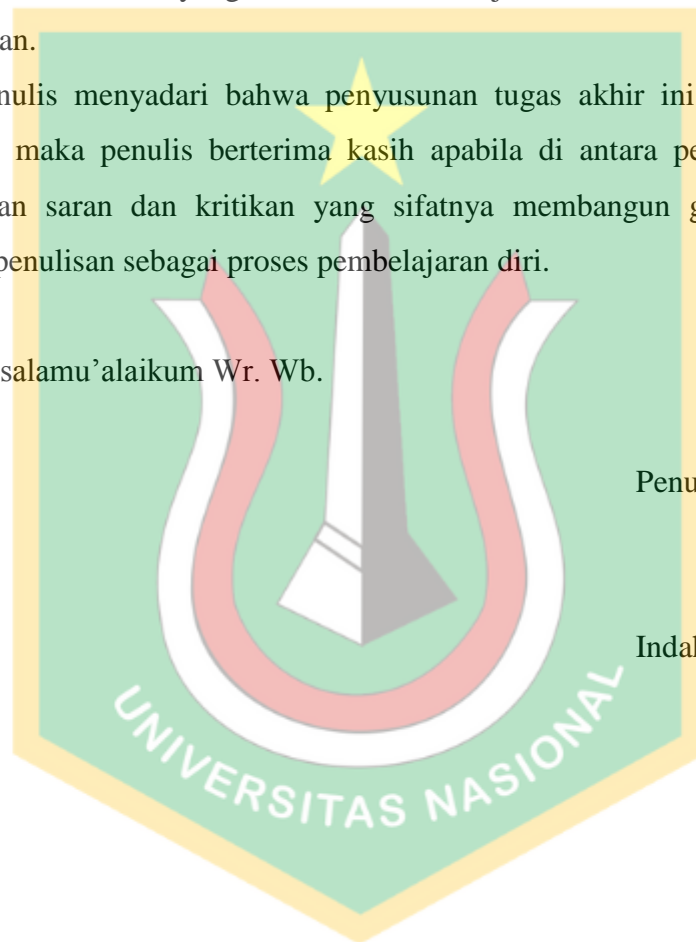 an.
nulis menyadari bahwa penyusunan tugas akhir ini
maka penulis berterima kasih apabila di antara pe
an saran dan kritikan yang sifatnya membangun g
penulisan sebagai proses pembelajaran diri.
salamu’alaikum Wr. Wb.
Penu
Indal
UNIVERSITAS NASIONAL